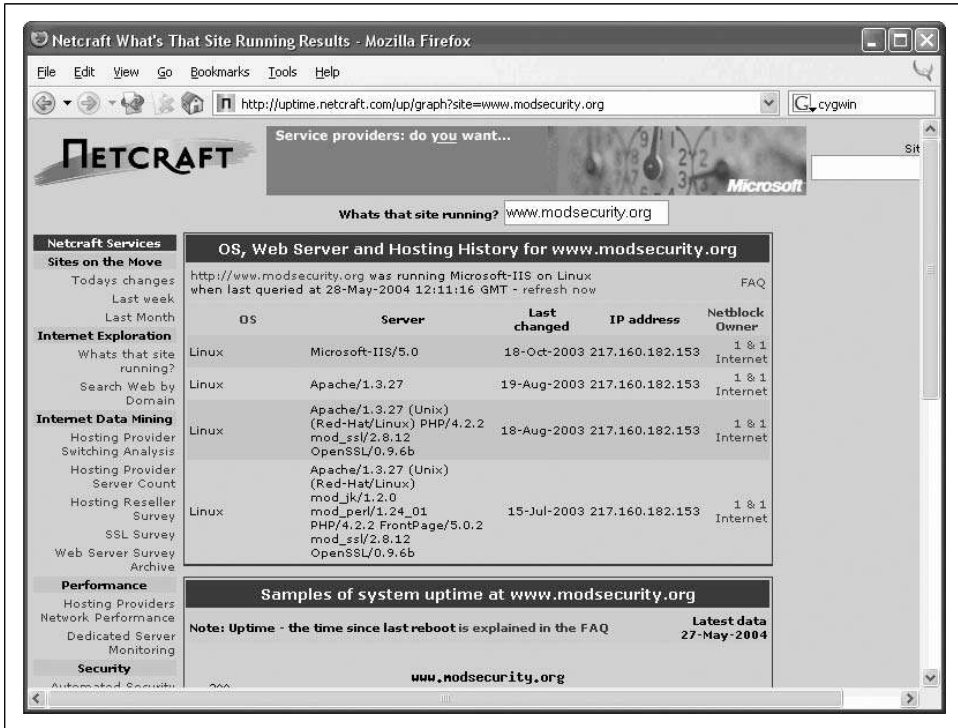 Netcraft What's That Site Running Results - Mozilla Firefox
File Edit View Go Bookmarks Tools Help
http://uptime.netcraft.com/up/graph?site=www.modsecurity.org
cygwin
NETCRAFT
Service providers: do you want...
Microsoft
Sit
Whats that site running? www.modsecurity.org
Netcraft Services
Sites on the Move
Todays changes
Last week
Last Month
Internet Exploration
Whats that site
running?
Search Web by
Domain
Internet Data Mining
Hosting Provider
Switching Analysis
Hosting Provider
Server Count
Hosting Reseller
Survey
SSL Survey
Web Server Survey
Archive
Performance
Hosting Providers
Network Performance
Dedicated Server
Monitoring
Security
Automated Security
OS, Web Server and Hosting History for www.modsecurity.org
http://www.modsecurity.org was running Microsoft-IIS on Linux
when last queried at 28-May-2004 12:11:16 GMT - refresh now
FAQ
OS Server Last changed IP address Netblock Owner
Linux Microsoft-IIS/5.0 18-Oct-2003 217.160.182.153 1 & 1 Internet
Linux Apache/1.3.27 19-Aug-2003 217.160.182.153 1 & 1 Internet
Linux Apache/1.3.27 (Unix)
(Red-Hat/Linux) PHP/4.2.2
mod_ssl/2.8.12
OpenSSL/0.9.6b
18-Aug-2003 217.160.182.153 1 & 1 Internet
Linux Apache/1.3.27 (Unix)
(Red-Hat/Linux)
mod_jk/1.2.0
mod_perl/1.24_01
PHP/4.2.2 FrontPage/5.0.2
mod_ssl/2.8.12
OpenSSL/0.9.6b
15-Jul-2003 217.160.182.153 1 & 1 Internet
Samples of system uptime at www.modsecurity.org
Note: Uptime - the time since last reboot is explained in the FAQ
Latest data
27-May-2004
www.modsecurity.org